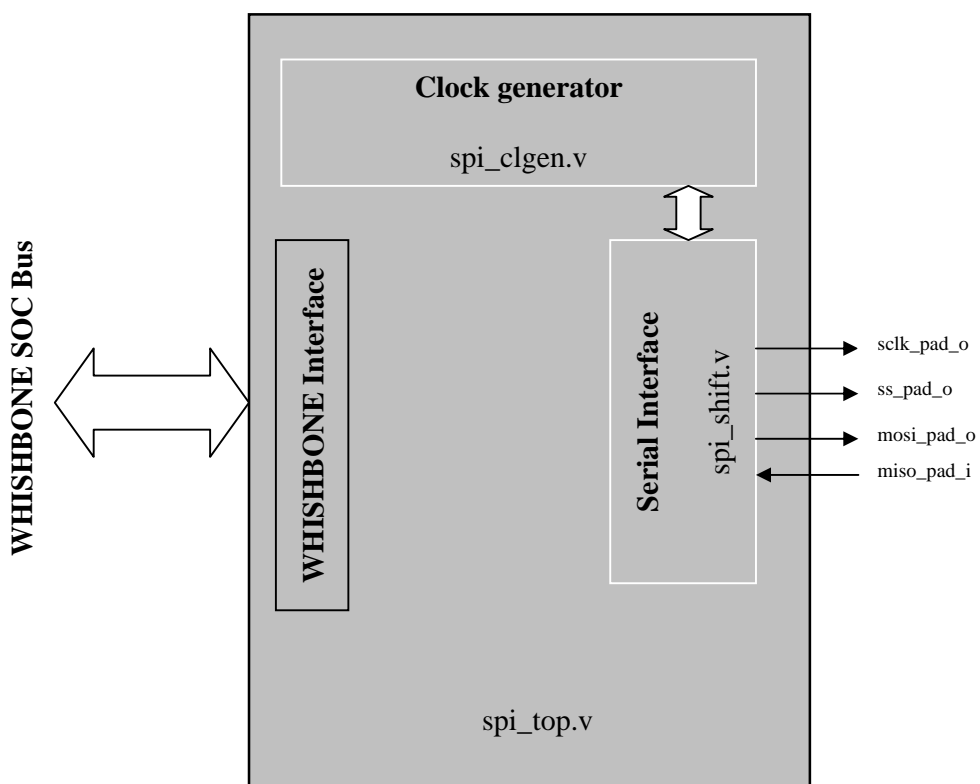 Clock generator
spi_clgen.v
WHISHBONE SOC Bus
WHISHBONE Interface
Serial Interface
spi_shift.v
sclk_pad_o
ss_pad_o
mosi_pad_o
miso_pad_i
spi_top.v